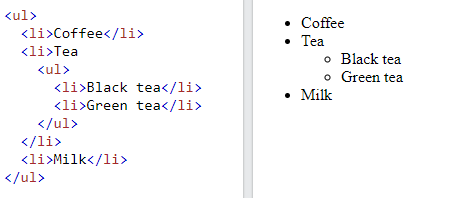 <ul>
  <li>Coffee</li>
  <li>Tea
    <ul>
      <li>Black tea</li>
      <li>Green tea</li>
    </ul>
  </li>
  <li>Milk</li>
</ul>
• Coffee
• Tea
◦ Black tea
◦ Green tea
• Milk